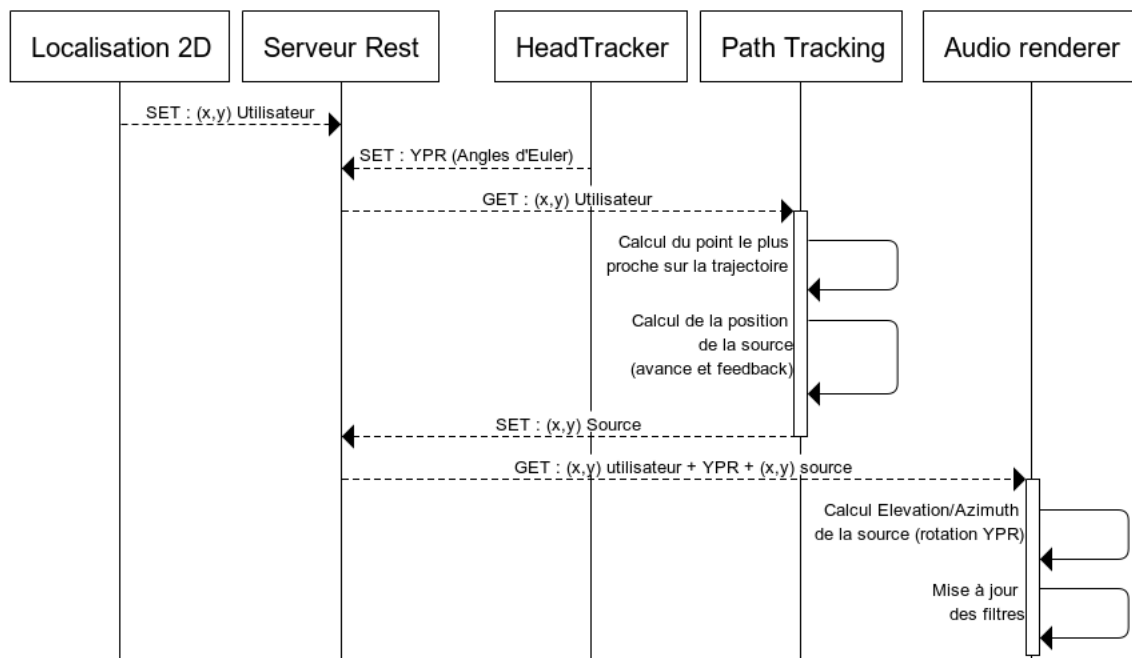 Localisation 2D
Serveur Rest
HeadTracker
Path Tracking
Audio renderer
SET : (x,y) Utilisateur
SET : YPR (Angles d'Euler)
GET : (x,y) Utilisateur
Calcul du point le plus
proche sur la trajectoire
Calcul de la position
de la source
(avance et feedback)
SET : (x,y) Source
GET : (x,y) utilisateur + YPR + (x,y) source
Calcul Elevation/Azimuth
de la source (rotation YPR)
Mise à jour
des filtres